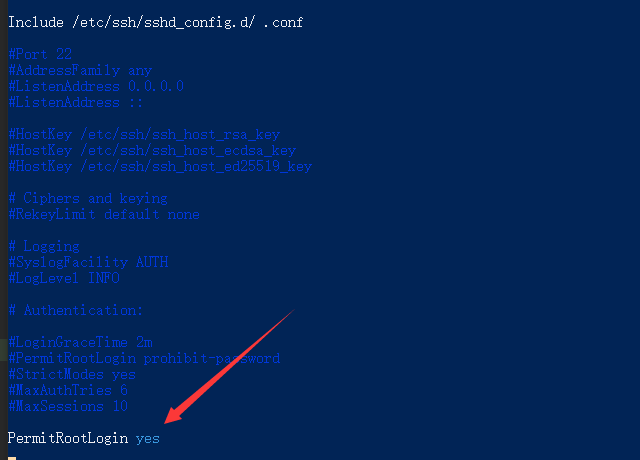 Include /etc/ssh/sshd_config.d/ .conf
#Port 22
#AddressFamily any
#ListenAddress 0.0.0.0
#ListenAddress ::
#HostKey /etc/ssh/ssh_host_rsa_key
#HostKey /etc/ssh/ssh_host_ecdsa_key
#HostKey /etc/ssh/ssh_host_ed25519_key
# Ciphers and keying
#RekeyLimit default none
# Logging
#SyslogFacility AUTH
#LogLevel INFO
# Authentication:
#LoginGraceTime 2m
#PermitRootLogin prohibit-password
#StrictModes yes
#MaxAuthTries 6
#MaxSessions 10
PermitRootLogin yes